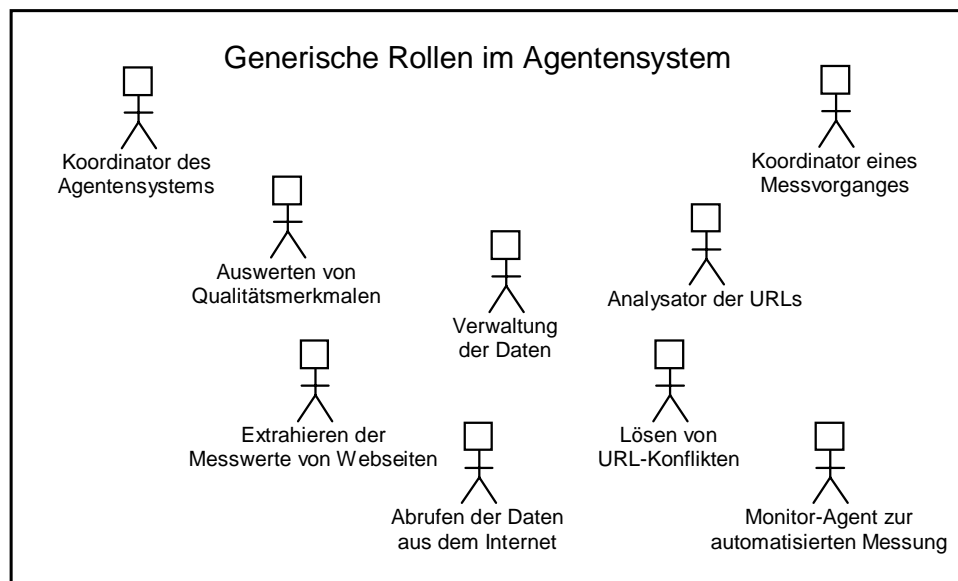 Generische Rollen im Agentensystem
Koordinator des
Agentensystems
Koordinator eines
Messvorganges
Auswerten von
Qualitätsmerkmalen
Verwaltung
der Daten
Analysator der URLs
Extrahieren der
Messwerte von Webseiten
Lösen von
URL-Konflikten
Abrufen der Daten
aus dem Internet
Monitor-Agent zur
automatisierten Messung